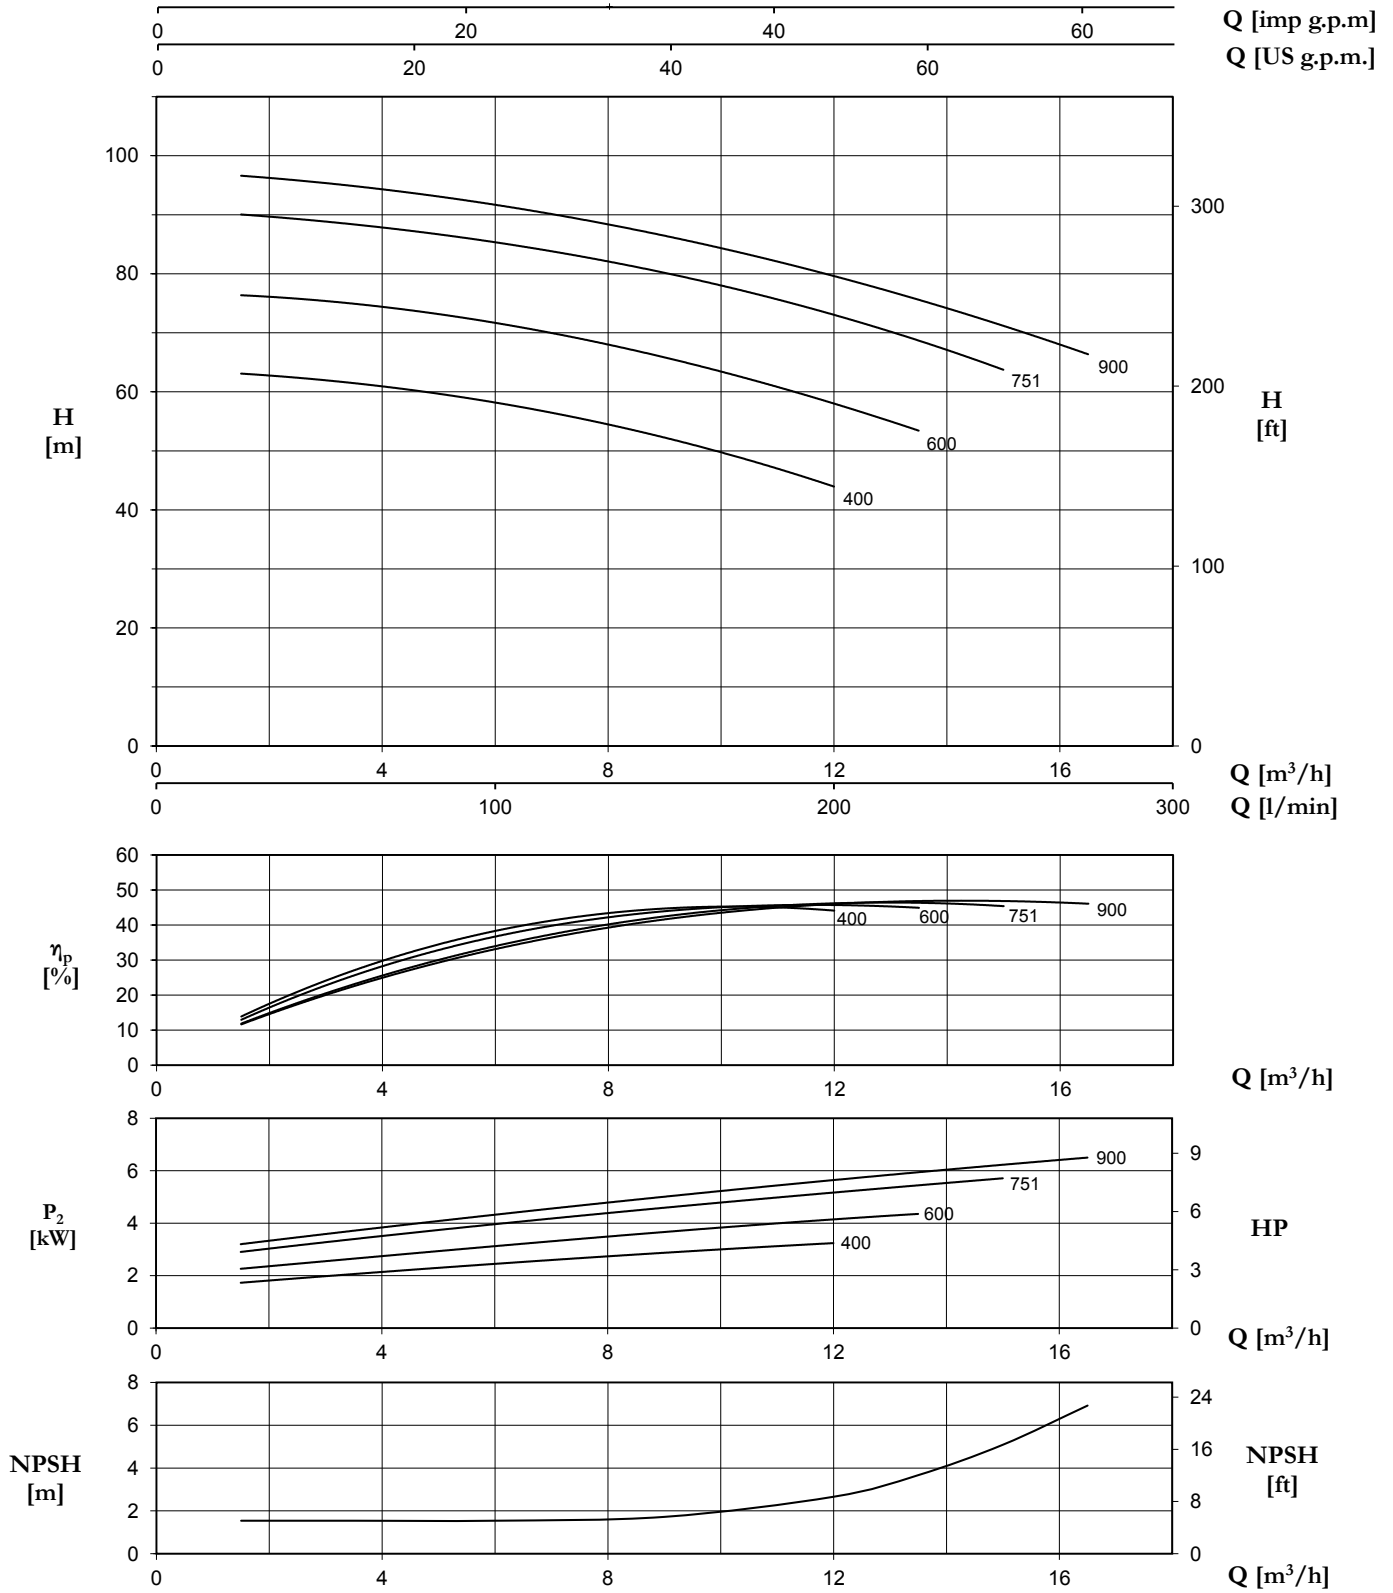 0 20 40 60 Q [imp g.p.m]
0 20 40 60 Q [US g.p.m.]
100
80
60
40
20
0
H
[m]
300
200
100
0
H
[ft]
900
751
600
400
0 4 8 12 16 Q [m³/h]
0 100 200 300 Q [l/min]
60
50
40
30
20
10
0
ηp
[%]
400 600 751 900
0 4 8 12 16 Q [m³/h]
8
6
4
2
0
P₂
[kW]
900
751
600
400
9
6
3
0
HP
0 4 8 12 16 Q [m³/h]
8
6
4
2
0
NPSH
[m]
24
16
8
0
NPSH
[ft]
0 4 8 12 16 Q [m³/h]